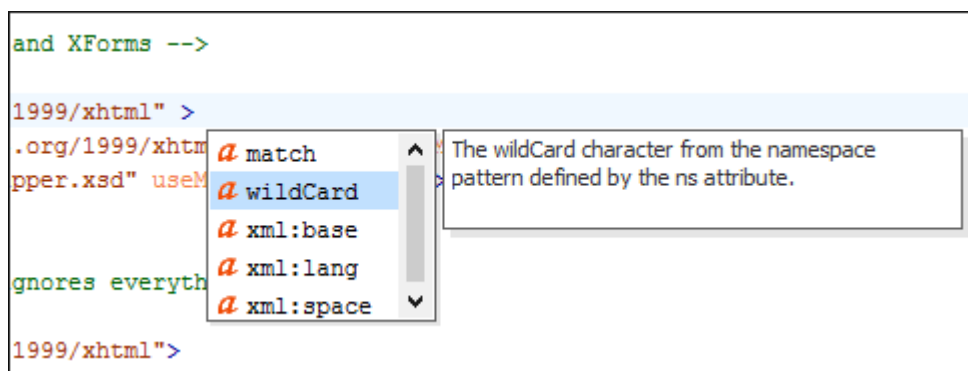 and XForms -->
1999/xhtml" >
.org/1999/xhtm
pper.xsd" useM
match
wildCard
xml:base
xml:lang
xml:space
The wildCard character from the namespace
pattern defined by the ns attribute.
gnores everyth
1999/xhtml">